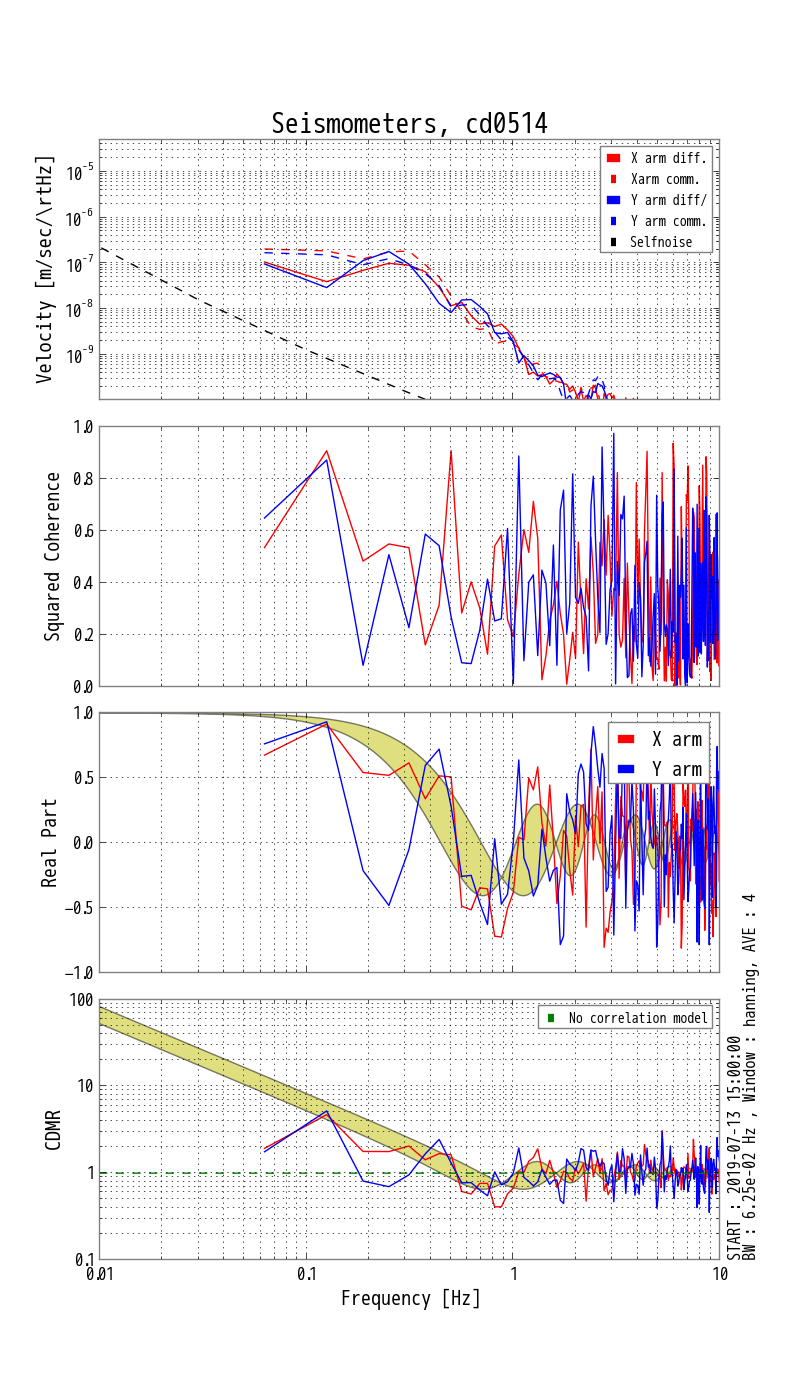 Seismometers, cd0514
Velocity [m/sec/\rtHz]
10^-5
10^-6
10^-7
10^-8
10^-9
X arm diff.
Xarm comm.
Y arm diff/
Y arm comm.
Selfnoise
Squared Coherence
1.0
0.8
0.6
0.4
0.2
0.0
Real Part
1.0
0.5
0.0
−0.5
−1.0
X arm
Y arm
CDMR
100
10
1
0.1
No correlation model
0.01
0.1
1
10
Frequency [Hz]
START : 2019-07-13 15:00:00
BW : 6.25e-02 Hz , Window : hanning, AVE : 4